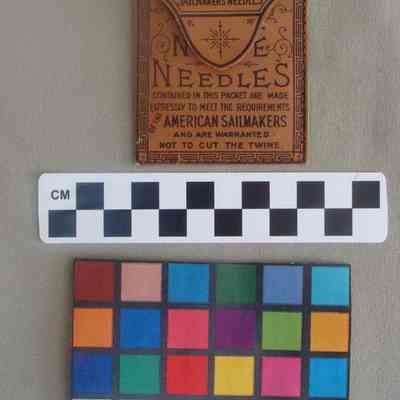 SAILMAKERS NEEDLES
NEEDLES
CONTAINED IN THIS PACKET ARE MADE
EXPRESSLY TO MEET THE REQUIREMENTS
OF THE AMERICAN SAILMAKERS
AND ARE WARRANTED
NOT TO CUT THE TWINE.
CM